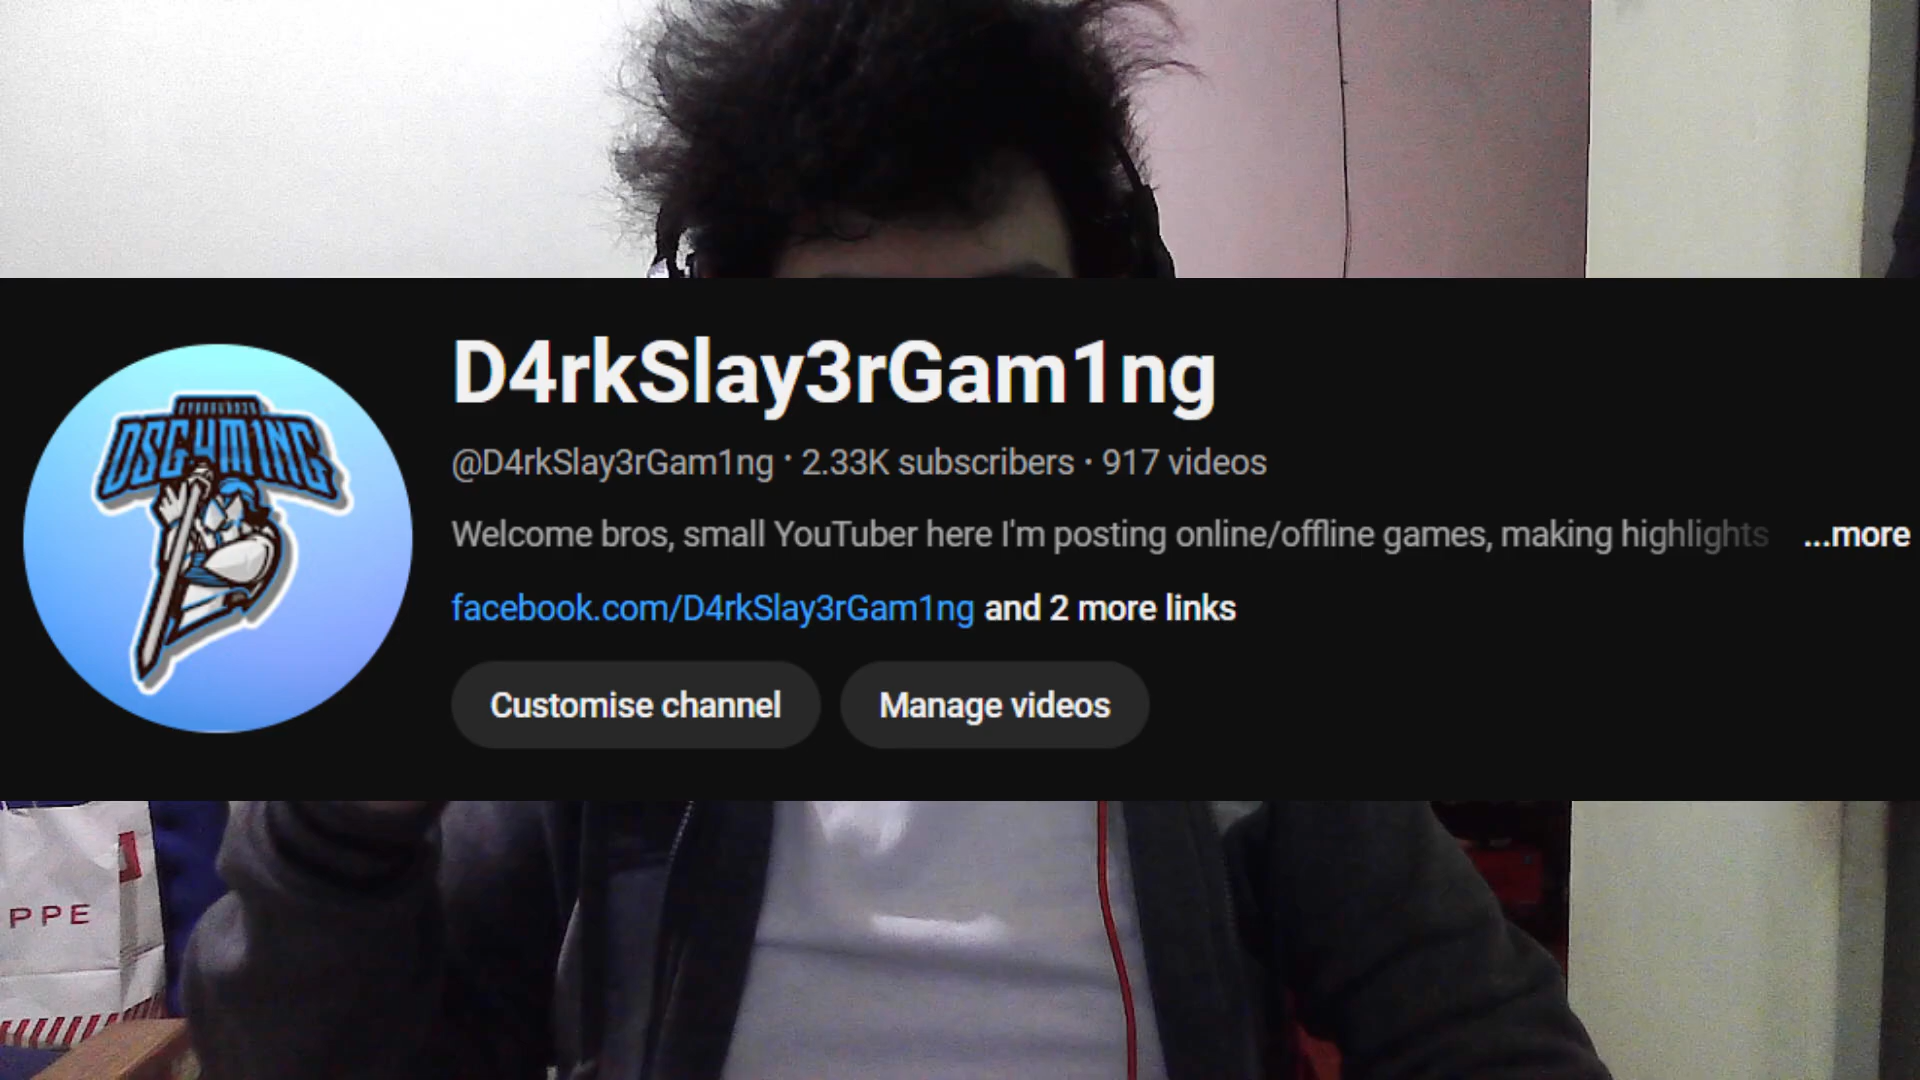 D4rkSlay3rGam1ng
@D4rkSlay3rGam1ng · 2.33K subscribers · 917 videos
Welcome bros, small YouTuber here I'm posting online/offline games, making highlights ...more
facebook.com/D4rkSlay3rGam1ng and 2 more links
Customise channel Manage videos
DSG4M1NG
PPE